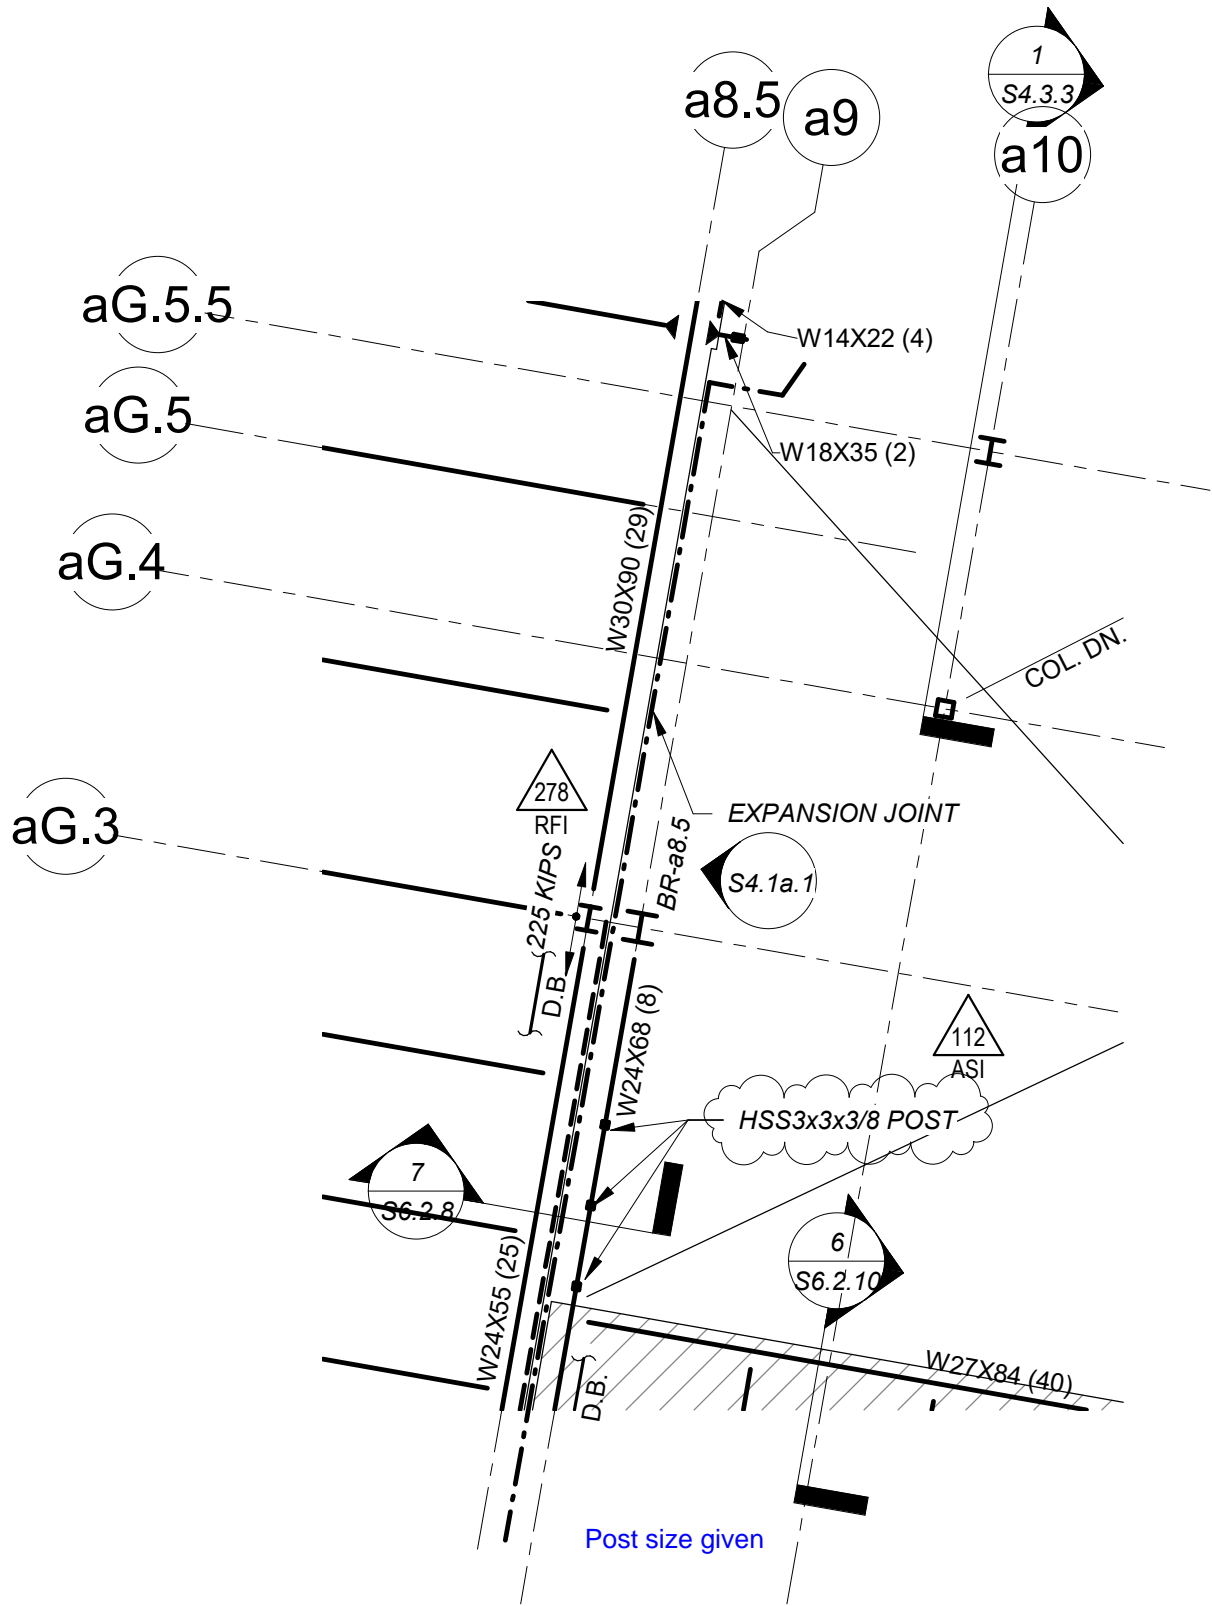 1
S4.3.3
a8.5
a9
a10
aG.5.5
W14X22 (4)
aG.5
W18X35 (2)
W30X90 (29)
aG.4
COL. DN.
278
RFI
EXPANSION JOINT
aG.3
225 KIPS
BR-a8.5
S4.1a.1
D.B.
W24X68 (8)
112
ASI
HSS3x3x3/8 POST
7
S6.2.8
6
S6.2.10
W24X55 (25)
W27X84 (40)
D.B.
Post size given